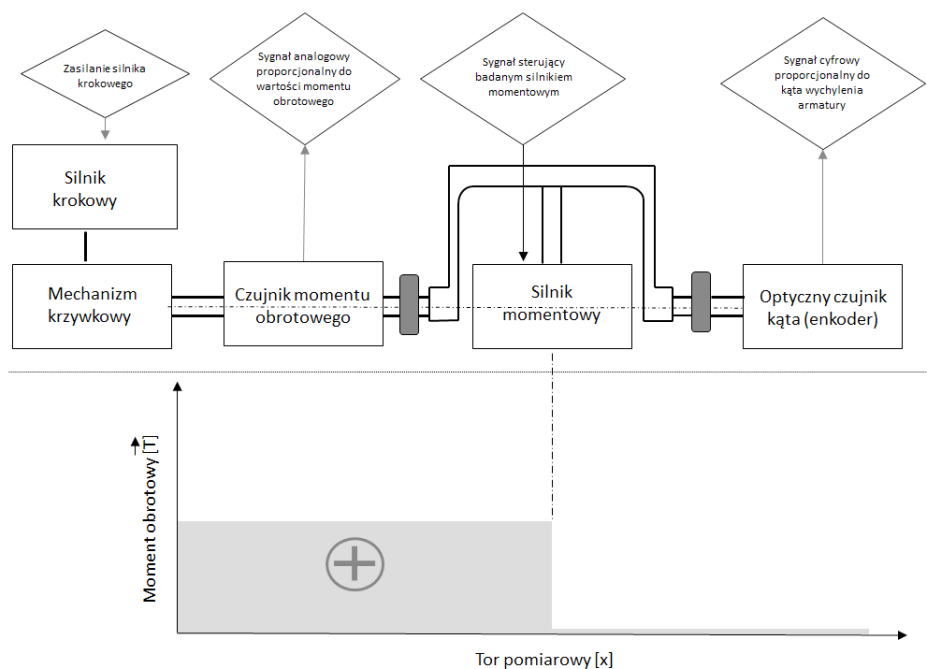 Zasilanie silnika
krokowego
Sygnał analogowy
proporcjonalny do
wartości momentu
obrotowego
Sygnał sterujący
badanym silnikiem
momentowym
Sygnał cyfrowy
proporcjonalny do
kąta wychylenia
armatury
Silnik
krokowy
Mechanizm
krzywkowy
Czujnik momentu
obrotowego
Silnik
momentowy
Optyczny czujnik
kąta (enkoder)
Moment obrotowy [T]
Tor pomiarowy [x]